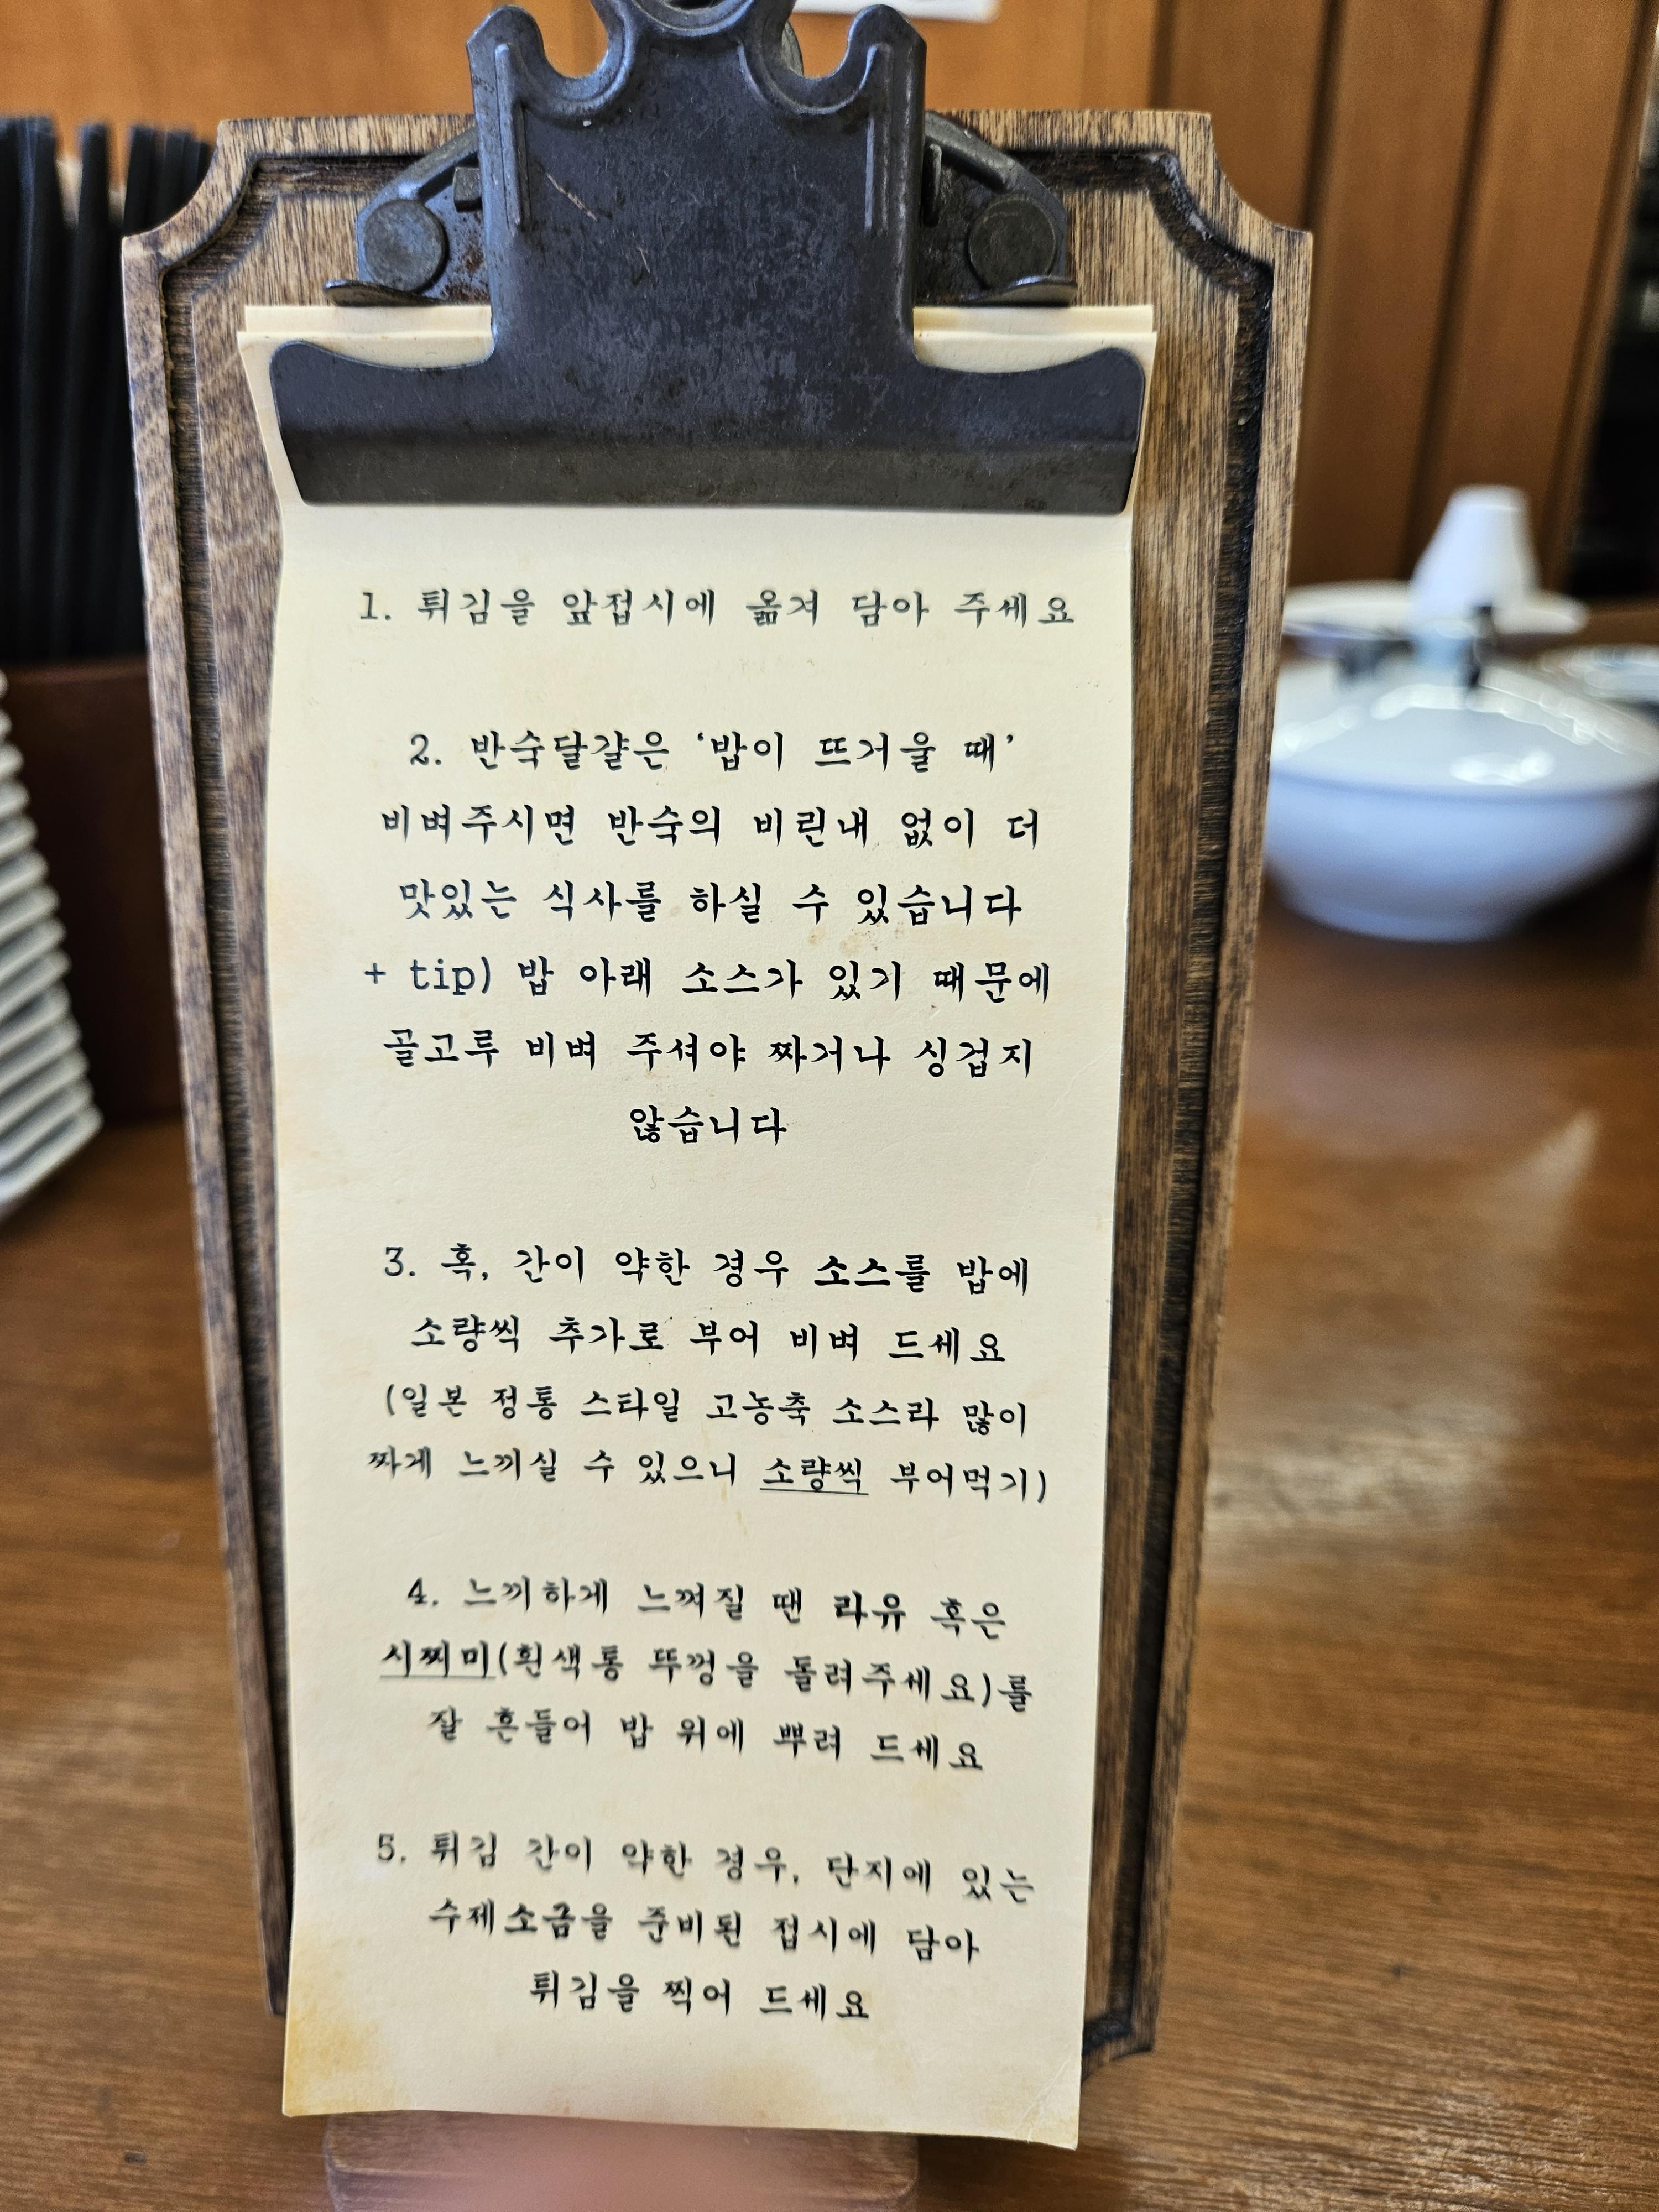 1. 튀김을 앞접시에 옮겨 담아 주세요
2. 반숙달걀은 ‘밥이 뜨거울 때’
비벼주시면 반숙의 비린내 없이 더
맛있는 식사를 하실 수 있습니다
+ tip) 밥 아래 소스가 있기 때문에
골고루 비벼 주셔야 짜거나 싱겁지
않습니다
3. 혹, 간이 약한 경우 소스를 밥에
소량씩 추가로 부어 비벼 드세요
(일본 정통 스타일 고농축 소스라 많이
짜게 느끼실 수 있으니 소량씩 부어먹기)
4. 느끼하게 느껴질 땐 라유 혹은
시찌미(흰색통 뚜껑을 돌려주세요)를
잘 흔들어 밥 위에 뿌려 드세요
5. 튀김 간이 약한 경우, 단지에 있는
수제소금을 준비된 접시에 담아
튀김을 찍어 드세요